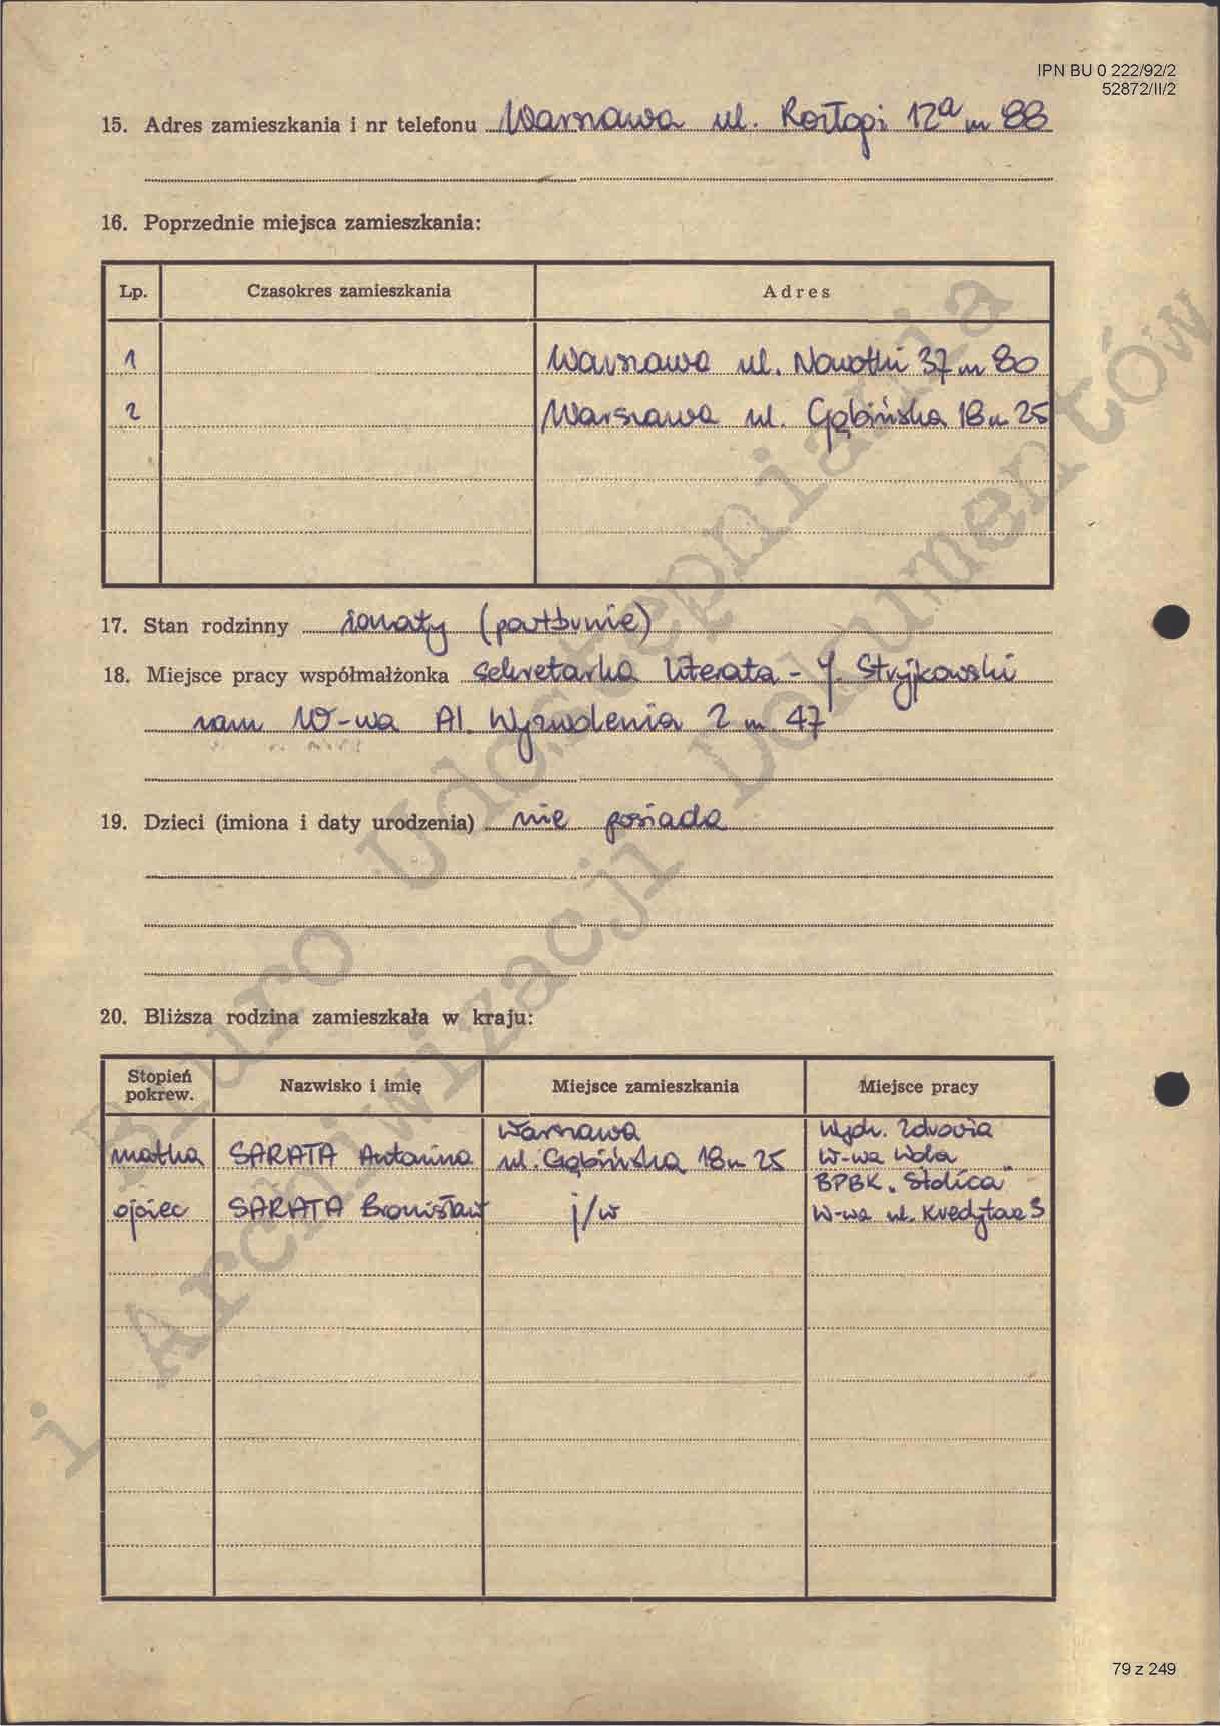 IPN BU 0 222/92/2
52872/II/2
15. Adres zamieszkania i nr telefonu Warszawa ul. Rozłogi 12a m 88
16. Poprzednie miejsca zamieszkania:
Lp. Czasokres zamieszkania Adres
1 Warszawa ul. Nowotki 37 m 80
2 Warszawa ul. Gąbińska 18 m 25
17. Stan rodzinny żonaty (powtórnie)
18. Miejsce pracy współmałżonka sekretarka literata - J. Stryjkowski
zam W-wa Al. Wyzwolenia 2 m. 47
19. Dzieci (imiona i daty urodzenia) nie posiada
20. Bliższa rodzina zamieszkała w kraju:
Stopień pokrew. Nazwisko i imię Miejsce zamieszkania Miejsce pracy
matka SARATA Antonina Warszawa ul. Gąbińska 18 m 25 Wydz. Zdrowia W-wa Wola
ojciec SARATA Bronisław j/w BPBK "Stolica" W-wa ul. Kredytowa 3
Biuro Udostępniania
i Archiwizacji Dokumentów
79 z 249